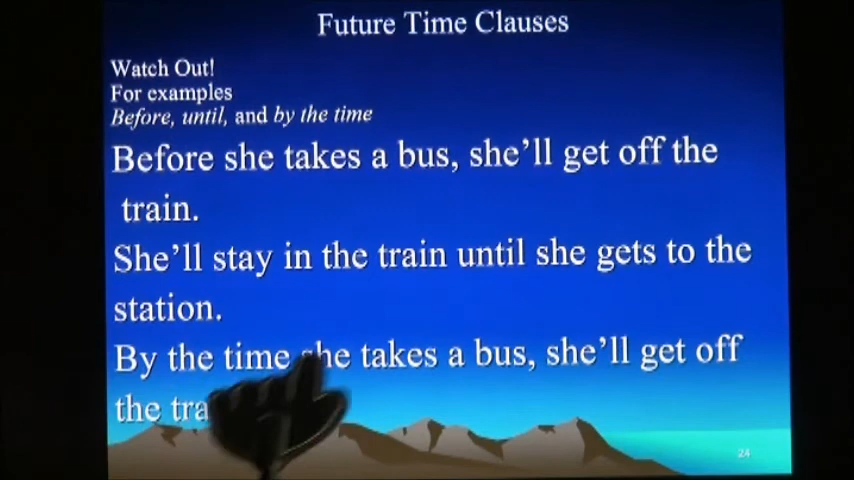 Future Time Clauses
Watch Out!
For examples
Before, until, and by the time
Before she takes a bus, she'll get off the
train.
She'll stay in the train until she gets to the
station.
By the time she takes a bus, she'll get off
the
24